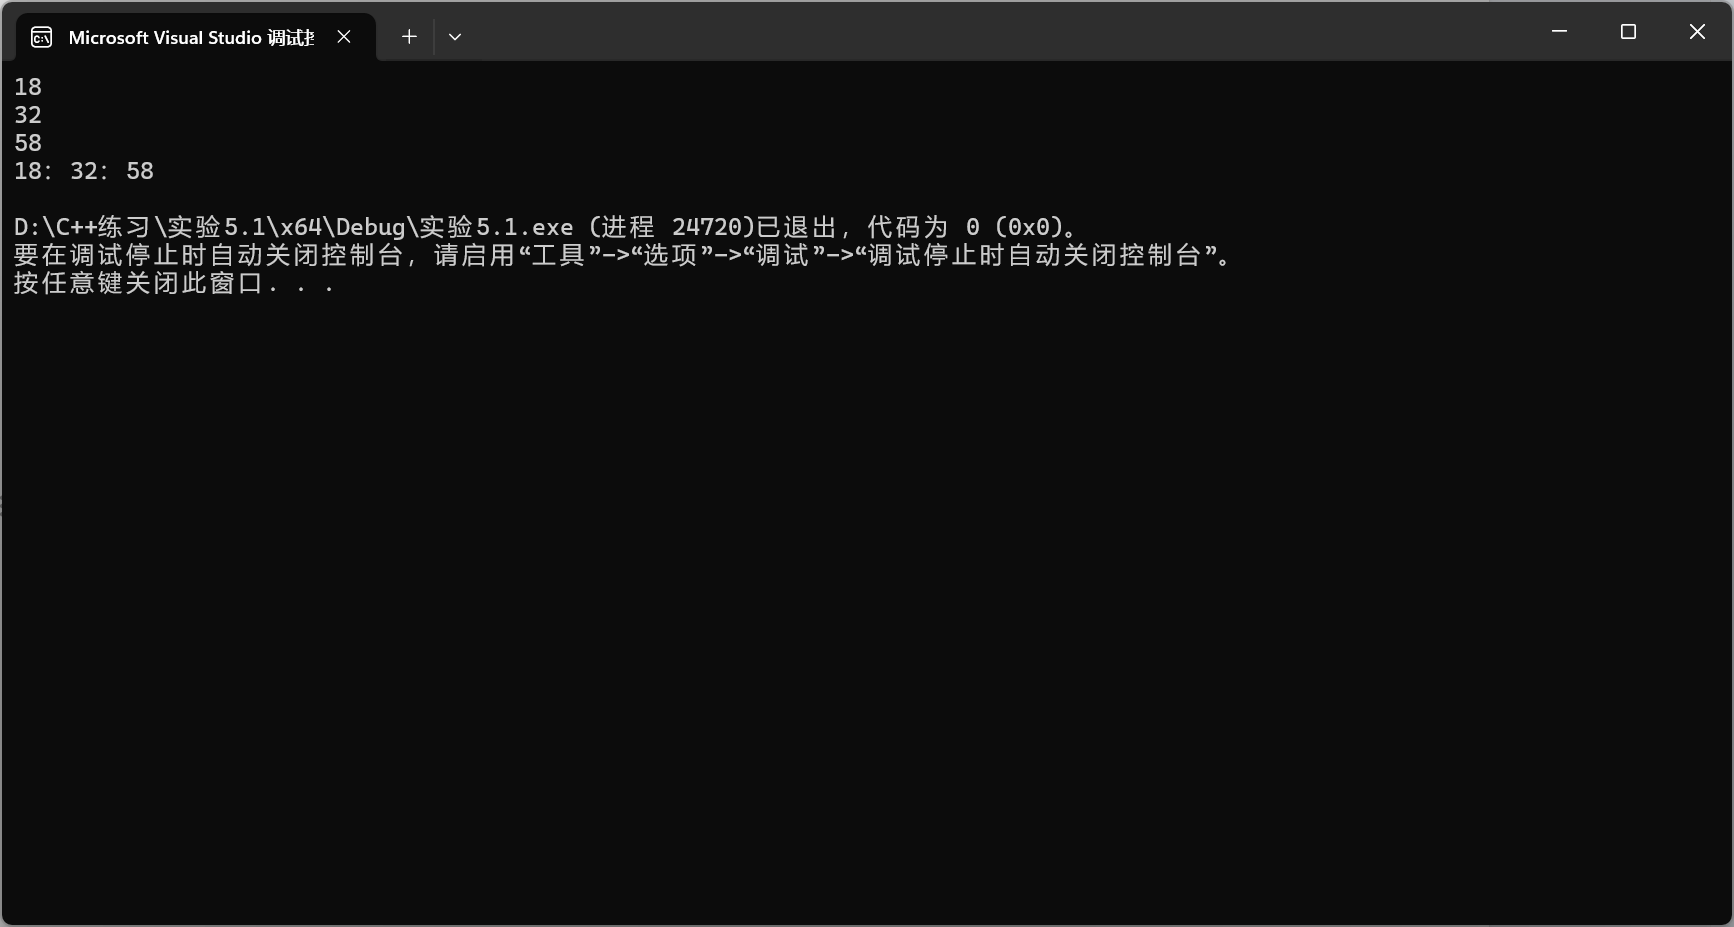 Microsoft Visual Studio 调试
18
32
58
18: 32: 58
D:\C++练习\实验5.1\x64\Debug\实验5.1.exe (进程 24720)已退出，代码为 0 (0x0)。
要在调试停止时自动关闭控制台，请启用“工具”->“选项”->“调试”->“调试停止时自动关闭控制台”。
按任意键关闭此窗口. . .